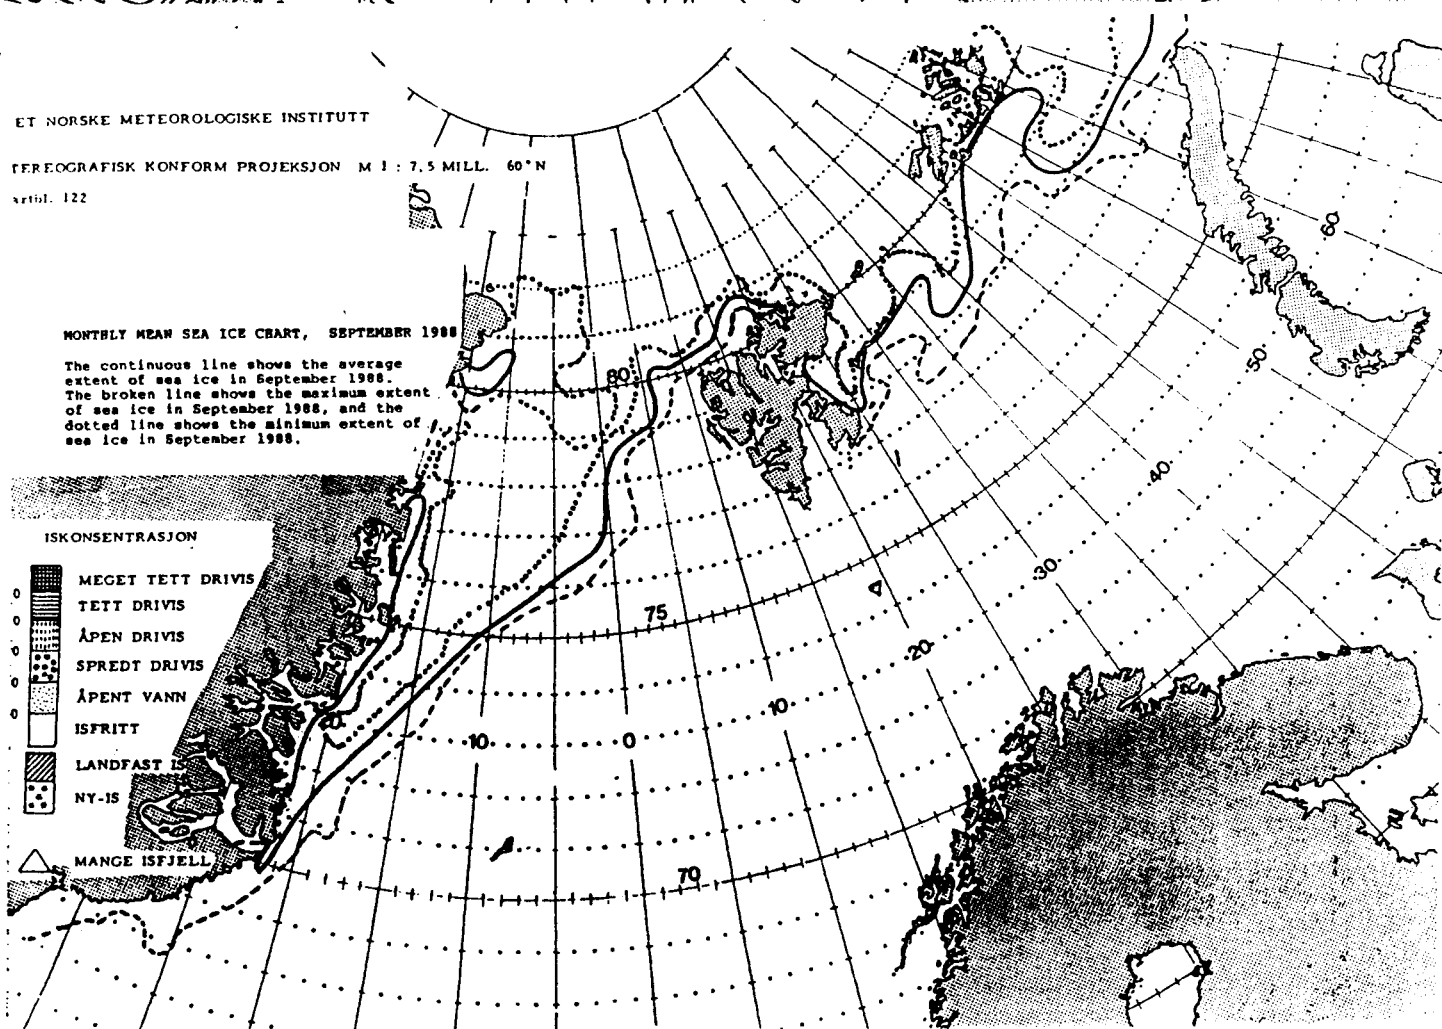 ET NORSKE METEOROLOGISKE INSTITUTT
TEREOGRAFISK KONFORM PROJEKSJON M 1 : 7,5 MILL. 60°N
122
MONTHLY MEAN SEA ICE CHART, SEPTEMBER 1988
The continuous line shows the average
extent of sea ice in September 1988.
The broken line shows the maximum extent
of sea ice in September 1988, and the
dotted line shows the minimum extent of
sea ice in September 1988.
ISKONSENTRASJON
MEGET TETT DRIVIS
TETT DRIVIS
ÅPEN DRIVIS
SPREDT DRIVIS
ÅPENT VANN
ISFRITT
LANDFAST IS
NY-IS
MANGE ISFJELL
80
75
70
10
0
10
20
30
40
50
60